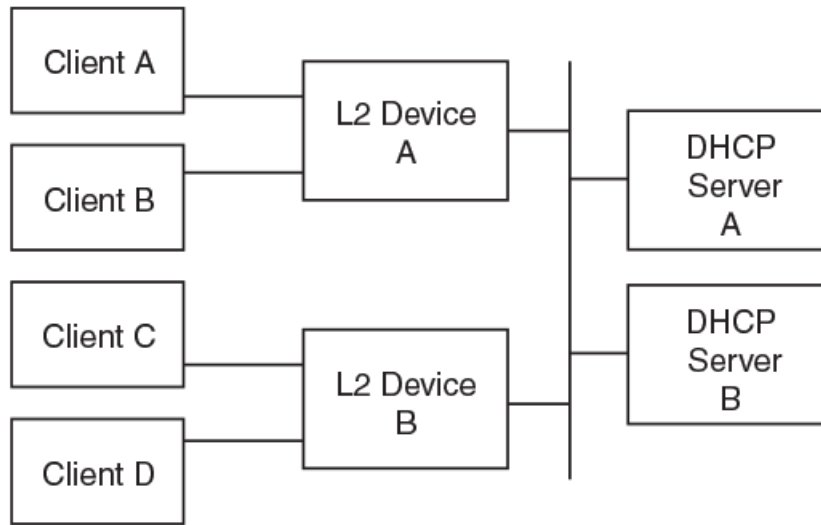 Client A
Client B
Client C
Client D
L2 Device
A
L2 Device
B
DHCP
Server
A
DHCP
Server
B